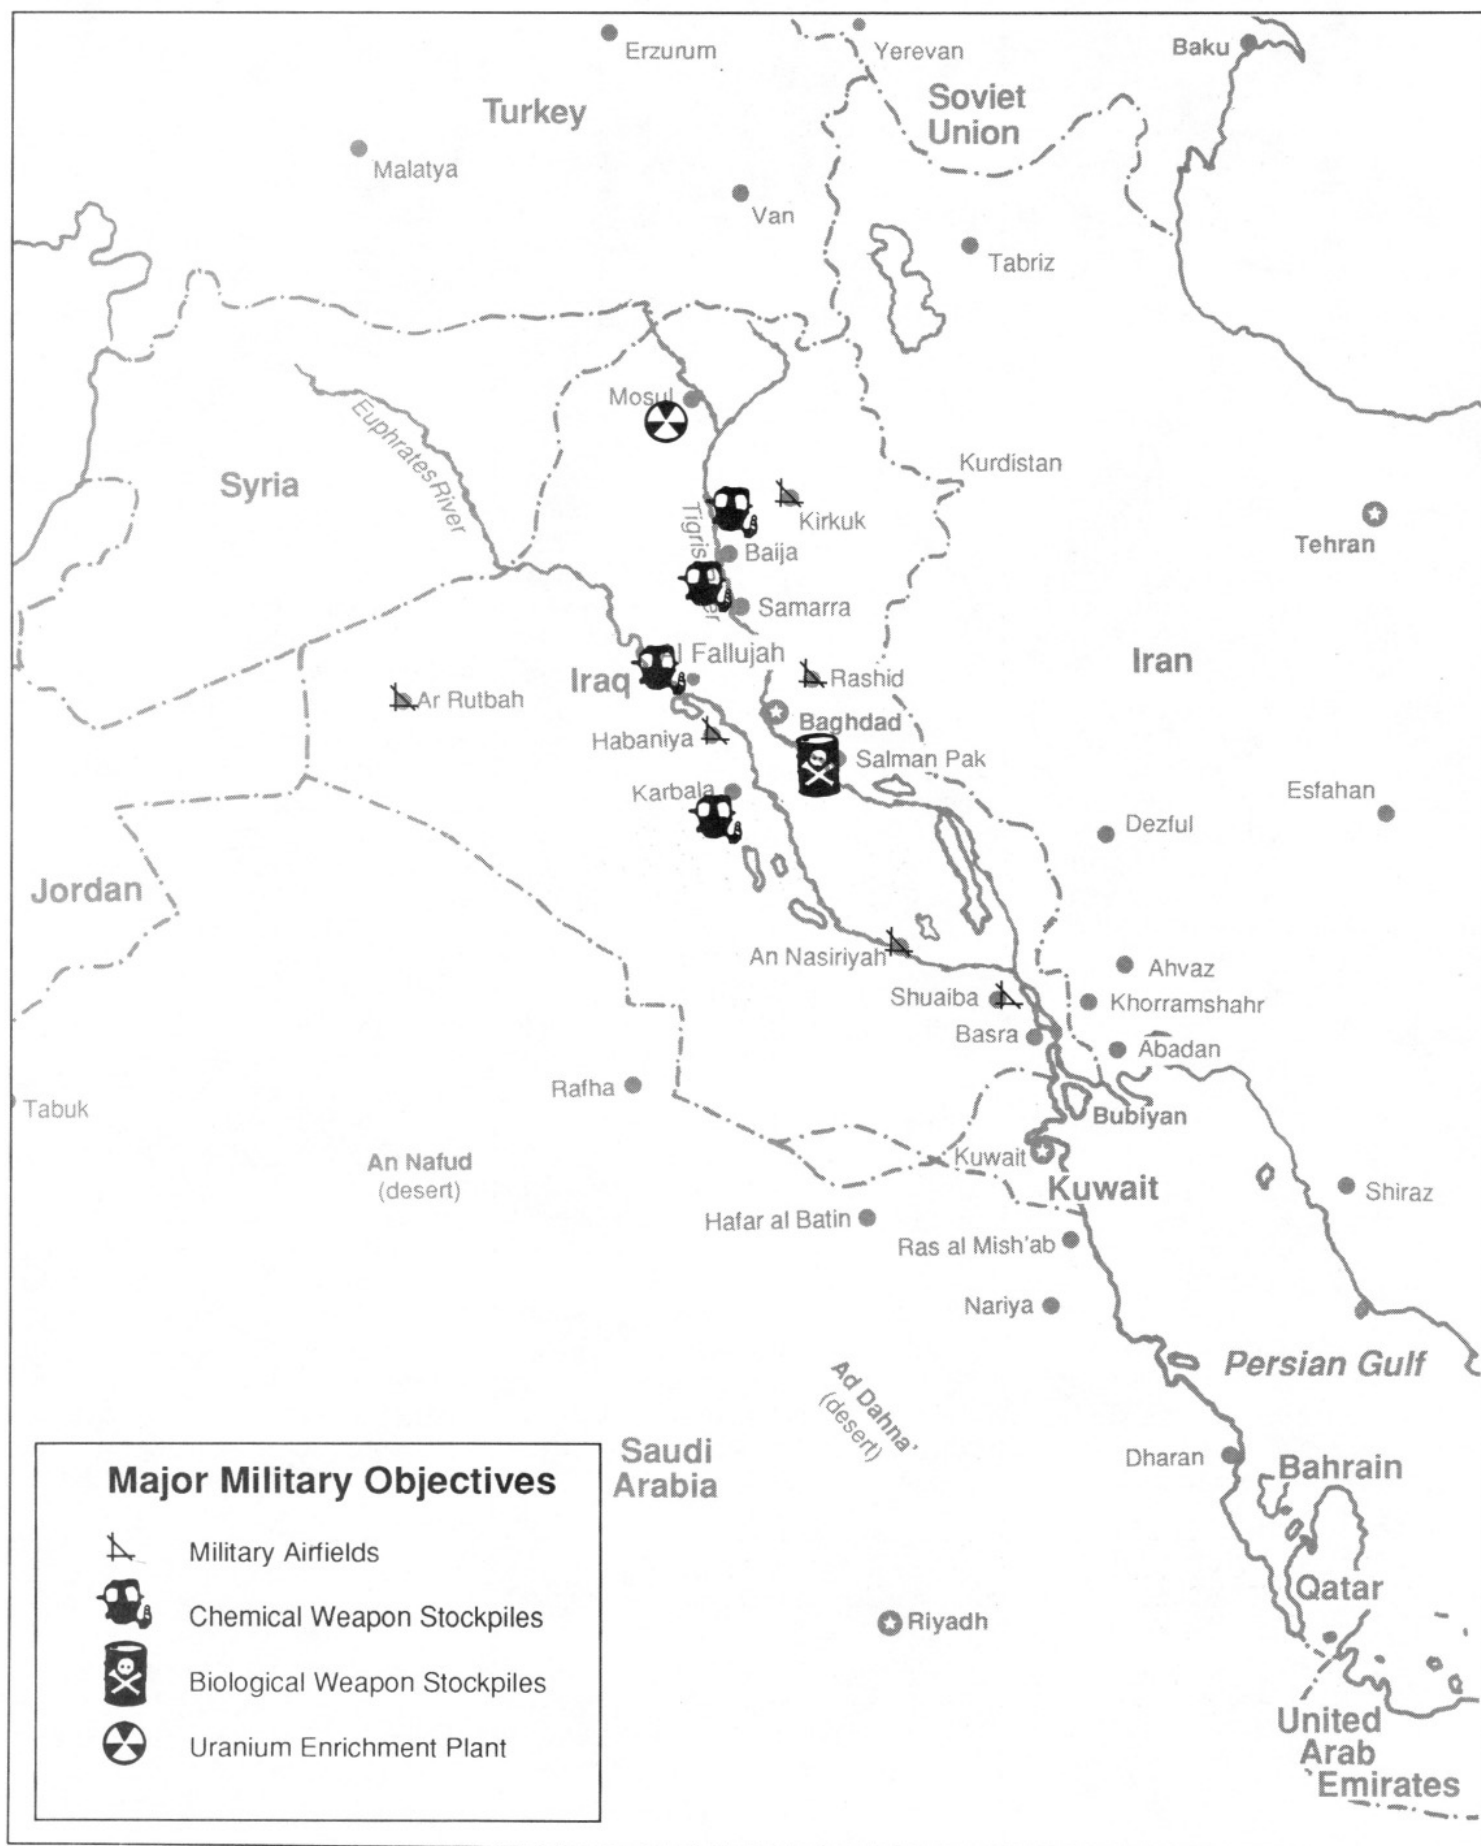 Erzurum
Yerevan
Baku
Turkey
Soviet
Union
Malatya
Van
Tabriz
Mosul
Euphrates River
Kurdistan
Syria
Kirkuk
Tigris
er
Tehran
Baija
Samarra
Al Fallujah
Iran
Iraq
Rashid
Ar Rutbah
Baghdad
Habaniya
Salman Pak
Karbala
Esfahan
Dezful
Jordan
An Nasiriyah
Ahvaz
Shuaiba
Khorramshahr
Basra
Abadan
Rafha
Tabuk
Bubiyan
An Nafud
(desert)
Kuwait
Kuwait
Shiraz
Hafar al Batin
Ras al Mish'ab
Nariya
Persian Gulf
Ad Dahna'
(desert)
Saudi
Arabia
Dharan
Bahrain
Qatar
Riyadh
United
Arab
Emirates
Major Military Objectives
Military Airfields
Chemical Weapon Stockpiles
Biological Weapon Stockpiles
Uranium Enrichment Plant